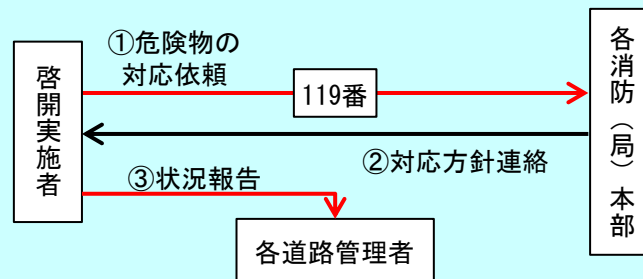 ①危険物の
対応依頼
119番
啓開実施者
各消防（局）本部
②対応方針連絡
③状況報告
各道路管理者